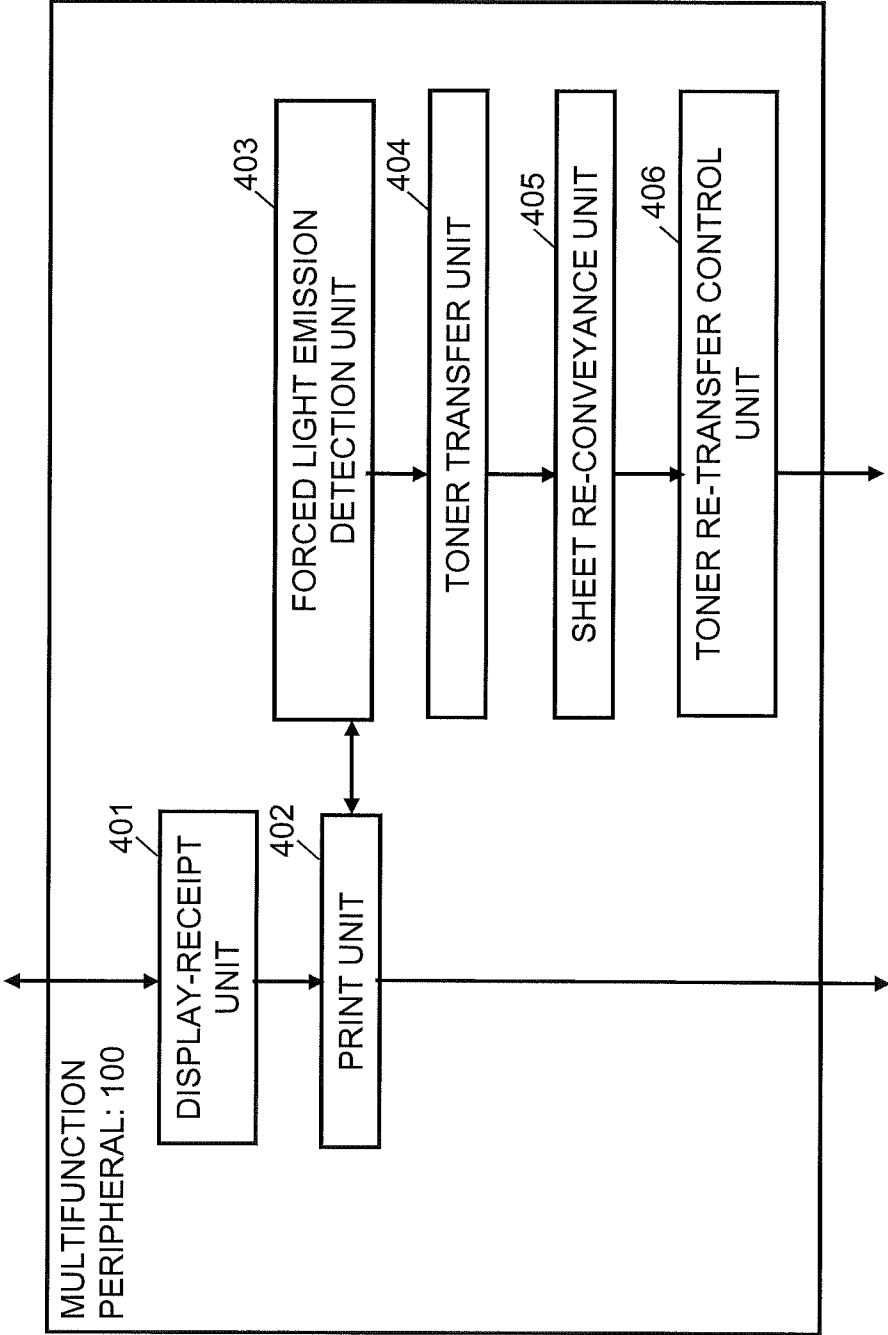 MULTIFUNCTION
PERIPHERAL: 100
401
DISPLAY-RECEIPT
UNIT
402
PRINT UNIT
403
FORCED LIGHT EMISSION
DETECTION UNIT
404
TONER TRANSFER UNIT
405
SHEET RE-CONVEYANCE UNIT
406
TONER RE-TRANSFER CONTROL
UNIT